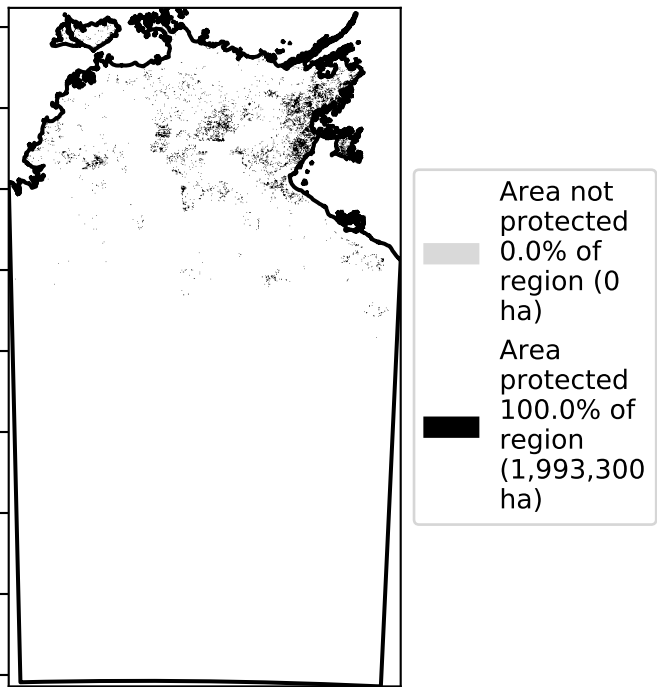 Area not
protected
0.0% of
region (0
ha)
Area
protected
100.0% of
region
(1,993,300
ha)